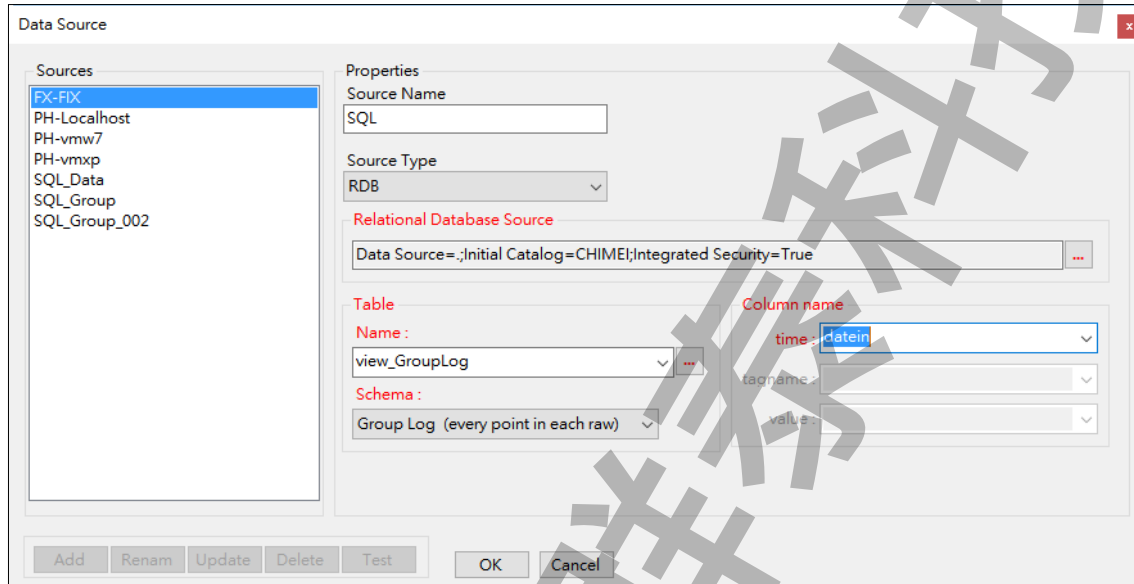 Data Source
x
Sources
FX-FIX
PH-Localhost
PH-vmw7
PH-vmxp
SQL_Data
SQL_Group
SQL_Group_002
Properties
Source Name
SQL
Source Type
RDB
Relational Database Source
Data Source=.;Initial Catalog=CHIMEI;Integrated Security=True
...
Table
Name :
view_GroupLog
...
Schema :
Group Log (every point in each raw)
Column name
time : datein
tagname :
value :
Add Renam Update Delete Test
OK Cancel